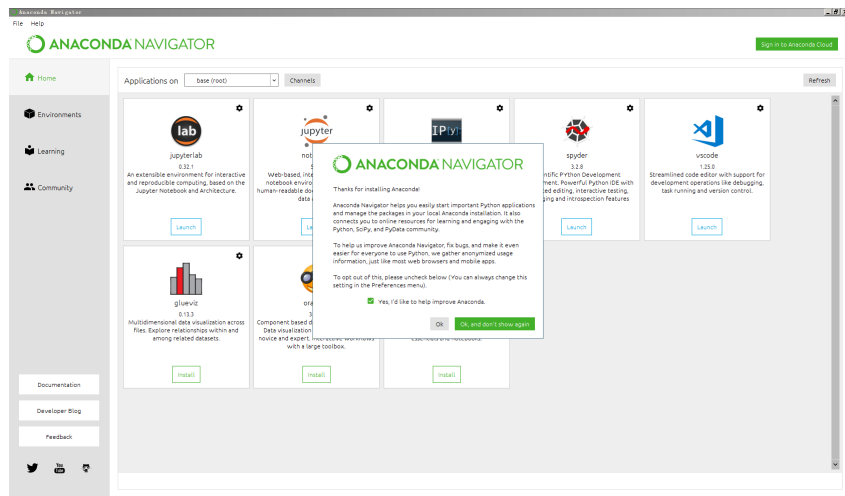 Anaconda Navigator
File Help
ANACONDA NAVIGATOR
Sign in to Anaconda Cloud
Home
Applications on base (root) Channels
Refresh
Environments
Learning
Community
lab
jupyterlab
0.32.1
An extensible environment for interactive
and reproducible computing, based on the
Jupyter Notebook and Architecture.
Launch
jupyter
not
5
Web-based, inte
notebook enviro
human-readable do
data
La
IP[y]:
spyder
3.2.8
ntific PYthon Development
ment. Powerful Python IDE with
ed editing, interactive testing,
ging and introspection features
Launch
vscode
1.25.0
Streamlined code editor with support for
development operations like debugging,
task running and version control.
Launch
ANACONDA NAVIGATOR
Thanks for installing Anaconda!
Anaconda Navigator helps you easily start important Python applications
and manage the packages in your local Anaconda installation. It also
connects you to online resources for learning and engaging with the
Python, SciPy, and PyData community.
To help us improve Anaconda Navigator, fix bugs, and make it even
easier for everyone to use Python, we gather anonymized usage
information, just like most web browsers and mobile apps.
To opt out of this, please uncheck below (You can always change this
setting in the Preferences menu).
Yes, I'd like to help improve Anaconda.
Ok
Ok, and don't show again
glueviz
0.13.3
Multidimensional data visualization across
files. Explore relationships within and
among related datasets.
Install
ora
3
Component based d
Data visualization
novice and expert.
with a large toolbox.
Install
Install
Documentation
Developer Blog
Feedback
You
Tube